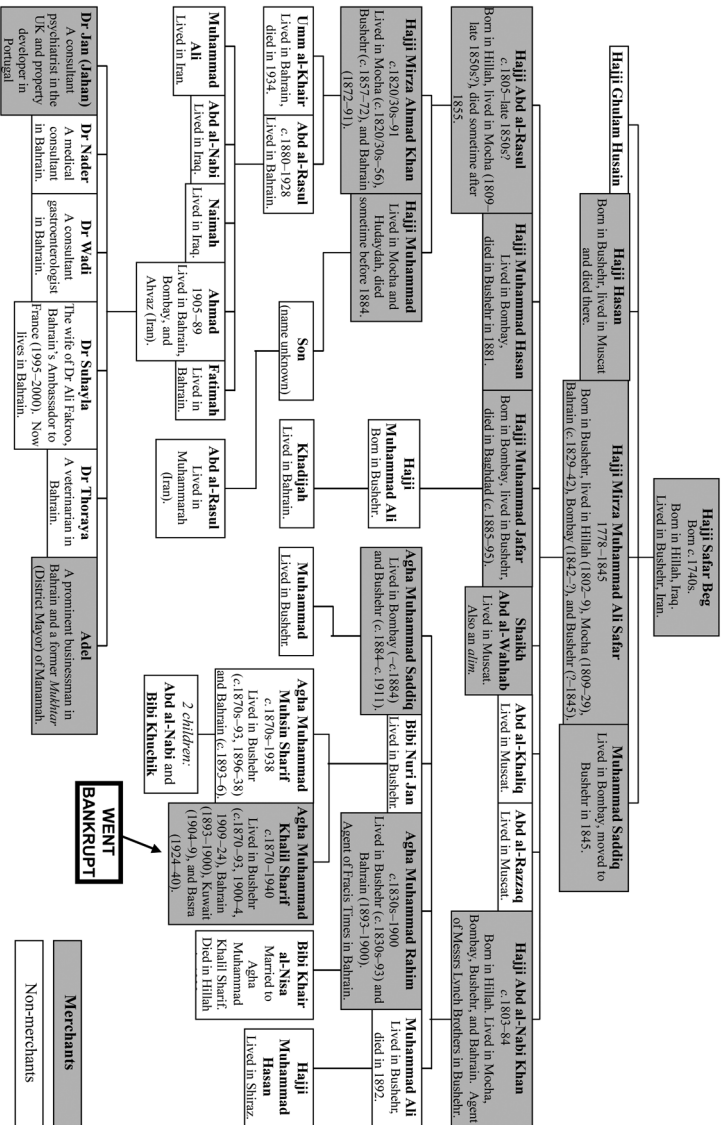 Hajji Safar Beg
Born c.1740s.
Born in Hillah, Iraq.
Lived in Bushehr, Iran.
Hajji Ghulam Husain
Hajji Hasan
Born in Bushehr, lived in Muscat
and died there.
Hajji Mirza Muhammad Ali Safar
1778–1845
Born in Bushehr, lived in Hillah (1802–9), Mocha (1809–29),
Bahrain (c.1829–42), Bombay (1842–?), and Bushehr (?–1845).
Muhammad Saddiq
Lived in Bombay, moved to
Bushehr in 1845.
Hajji Abd al-Rasul
c.1805–late 1850s?
Born in Hillah, lived in Mocha (1809–
late 1850s?), died sometime after
1855.
Hajji Muhammad Hasan
Lived in Bombay,
died in Bushehr in 1881.
Hajji Muhammad Jafar
Born in Bombay, lived in Bushehr,
died in Baghdad (c.1885–95).
Shaikh
Abd al-Wahhab
Lived in Muscat.
Also an alim.
Abd al-Khaliq
Lived in Muscat.
Abd al-Razzaq
Lived in Muscat.
Hajji Abd al-Nabi Khan
c.1803–84
Born in Hillah. Lived in Mocha,
Bombay, Bushehr, and Bahrain. Agent
of Messrs Lynch Brothers in Bushehr.
Hajji Mirza Ahmad Khan
c.1820/30s–91
Lived in Mocha (c.1820/30s–56),
Bushehr (c.1857–72), and Bahrain
(1872–91).
Hajji Muhammad
Lived in Mocha and
Hudaydah, died
sometime before 1884.
Hajji
Muhammad Ali
Born in Bushehr.
Agha Muhammad Saddiq
Lived in Bombay (–c.1884)
and Bushehr (c.1884–c.1911).
Bibi Nuri Jan
Lived in Bushehr.
Agha Muhammad Rahim
c.1830s–1900
Lived in Bushehr (c.1830s–93) and
Bahrain (1893–1900).
Agent of Fracis Times in Bahrain.
Muhammad Ali
Lived in Bushehr,
died in 1892.
Umm al-Khair
Lived in Bahrain,
died in 1934.
Abd al-Rasul
c.1880–1928
Lived in Bahrain.
Son
(name unknown)
Khadijah
Lived in Bahrain.
Muhammad
Lived in Bushehr.
Agha Muhammad
Muhsin Sharif
c.1870s–1938
Lived in Bushehr
(c.1870s–93, 1896–38)
and Bahrain (c.1893–6).
Agha Muhammad
Khalil Sharif
c.1870–1940
Lived in Bushehr
(c.1870–93, 1900–4,
1909–24), Bahrain
(1893–1900), Kuwait
(1904–9), and Basra
(1924–40).
Bibi Khair
al-Nisa
Married to
Agha
Muhammad
Khalil Sharif.
Died in Hillah
Hajji
Muhammad
Hasan
Lived in Shiraz.
Muhammad
Ali
Lived in Iran.
Abd al-Nabi
Lived in Iraq.
Naimah
Lived in Iraq.
Ahmad
1905–89
Lived in Bahrain,
Bombay, and
Ahvaz (Iran).
Fatimah
Lived in
Bahrain.
Abd al-Rasul
Lived in
Muhammarah
(Iran).
2 children:
Abd al-Nabi and
Bibi Khuchik
WENT
BANKRUPT
Dr Jan (Jahan)
A consultant
psychiatrist in the
UK and property
developer in
Portugal
Dr Nader
A medical
consultant
in Bahrain.
Dr Wadi
A consultant
gastroenterologist
in Bahrain.
Dr Suhayla
The wife of Dr Ali Fakroo,
Bahrain's Ambassador to
France (1995–2000). Now
lives in Bahrain.
Dr Thoraya
A veterinarian in
Bahrain.
Adel
A prominent businessman in
Bahrain and a former Mukhtar
(District Mayor) of Manamah.
Merchants
Non-merchants